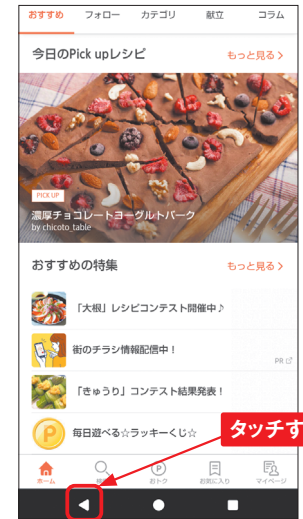 おすすめ フォロー カテゴリ 献立 コラム
今日のPick upレシピ もっと見る
PICK UP
濃厚チョコレートヨーグルトバーク
by chicoto_table
おすすめの特集 もっと見る
「大根」レシピコンテスト開催中♪
街のチラシ情報配信中!
PR
「きゅうり」コンテスト結果発表!
P 毎日遊べる☆ラッキーくじ☆
タッチす
P
ホーム おトク お気に入り マイページ